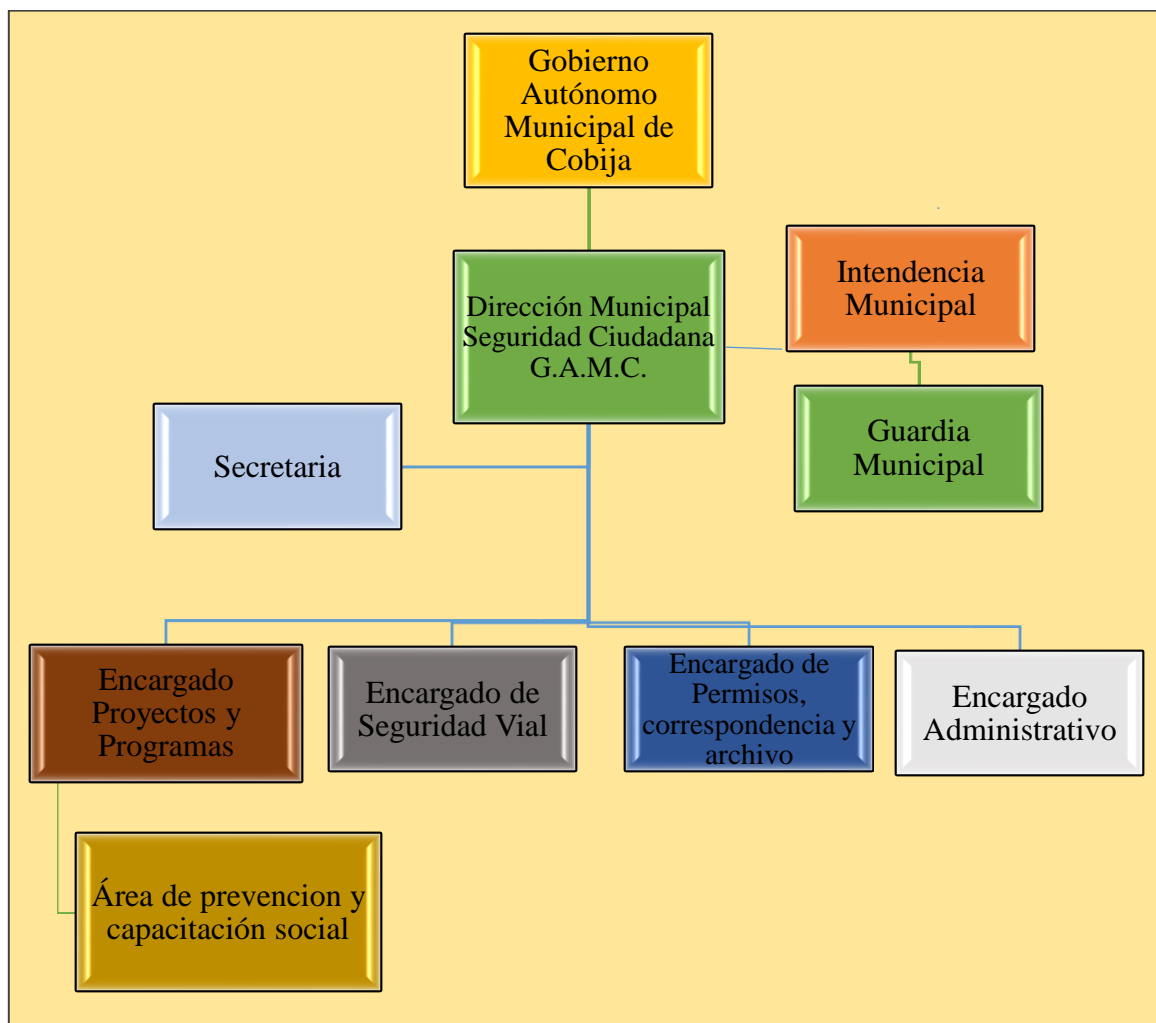 Gobierno
Autónomo
Municipal de
Cobija
Dirección Municipal
Seguridad Ciudadana
G.A.M.C.
Intendencia
Municipal
Guardia
Municipal
Secretaria
Encargado
Proyectos y
Programas
Encargado de
Seguridad Vial
Encargado de
Permisos,
correspondencia y
archivo
Encargado
Administrativo
Área de prevencion y
capacitación social